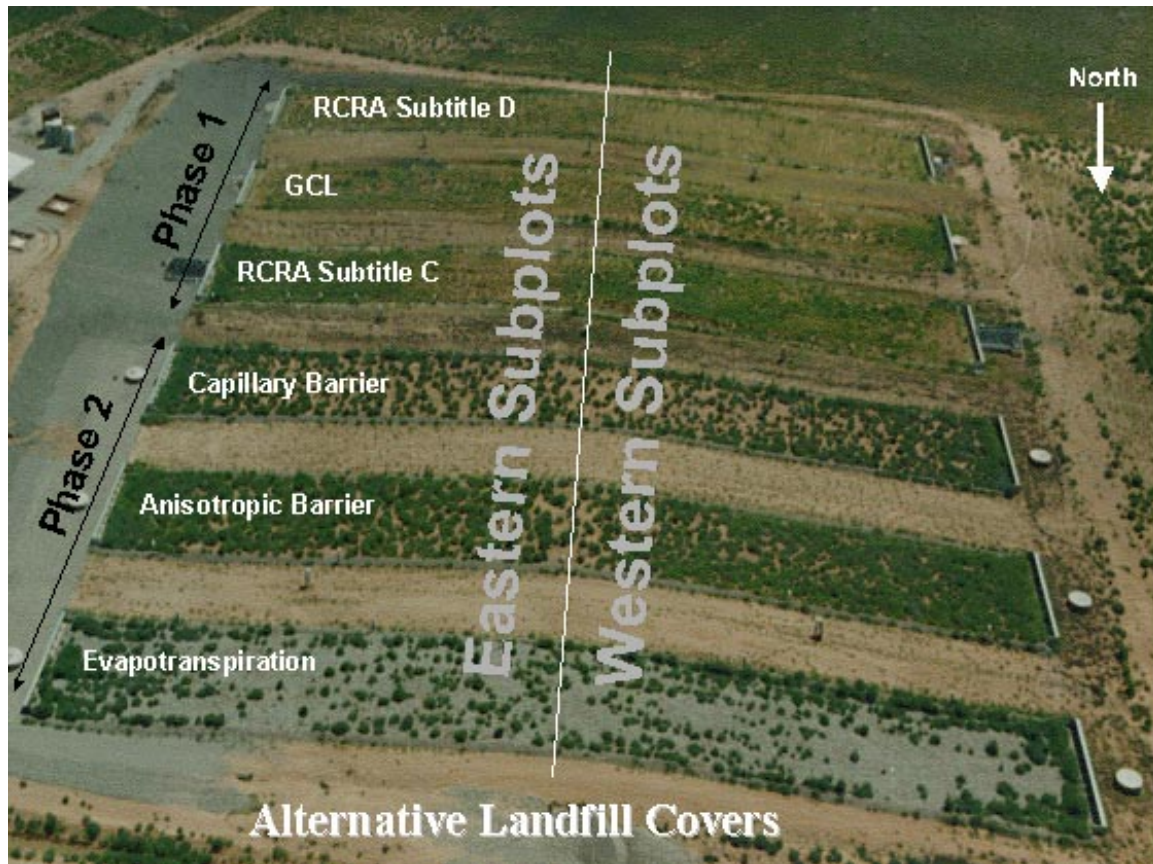 RCRA Subtitle D
North
Phase 1
GCL
RCRA Subtitle C
Eastern Subplots
Western Subplots
Capillary Barrier
Phase 2
Anisotropic Barrier
Evapotranspiration
Alternative Landfill Covers